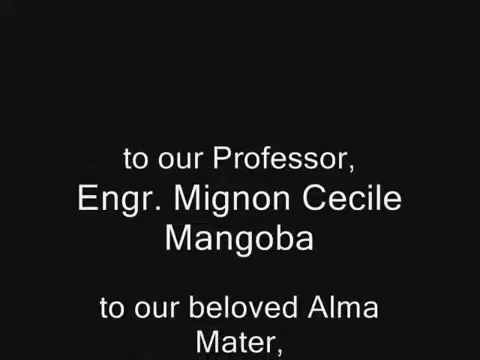 to our Professor,
Engr. Mignon Cecile
Mangoba
to our beloved Alma
Mater,